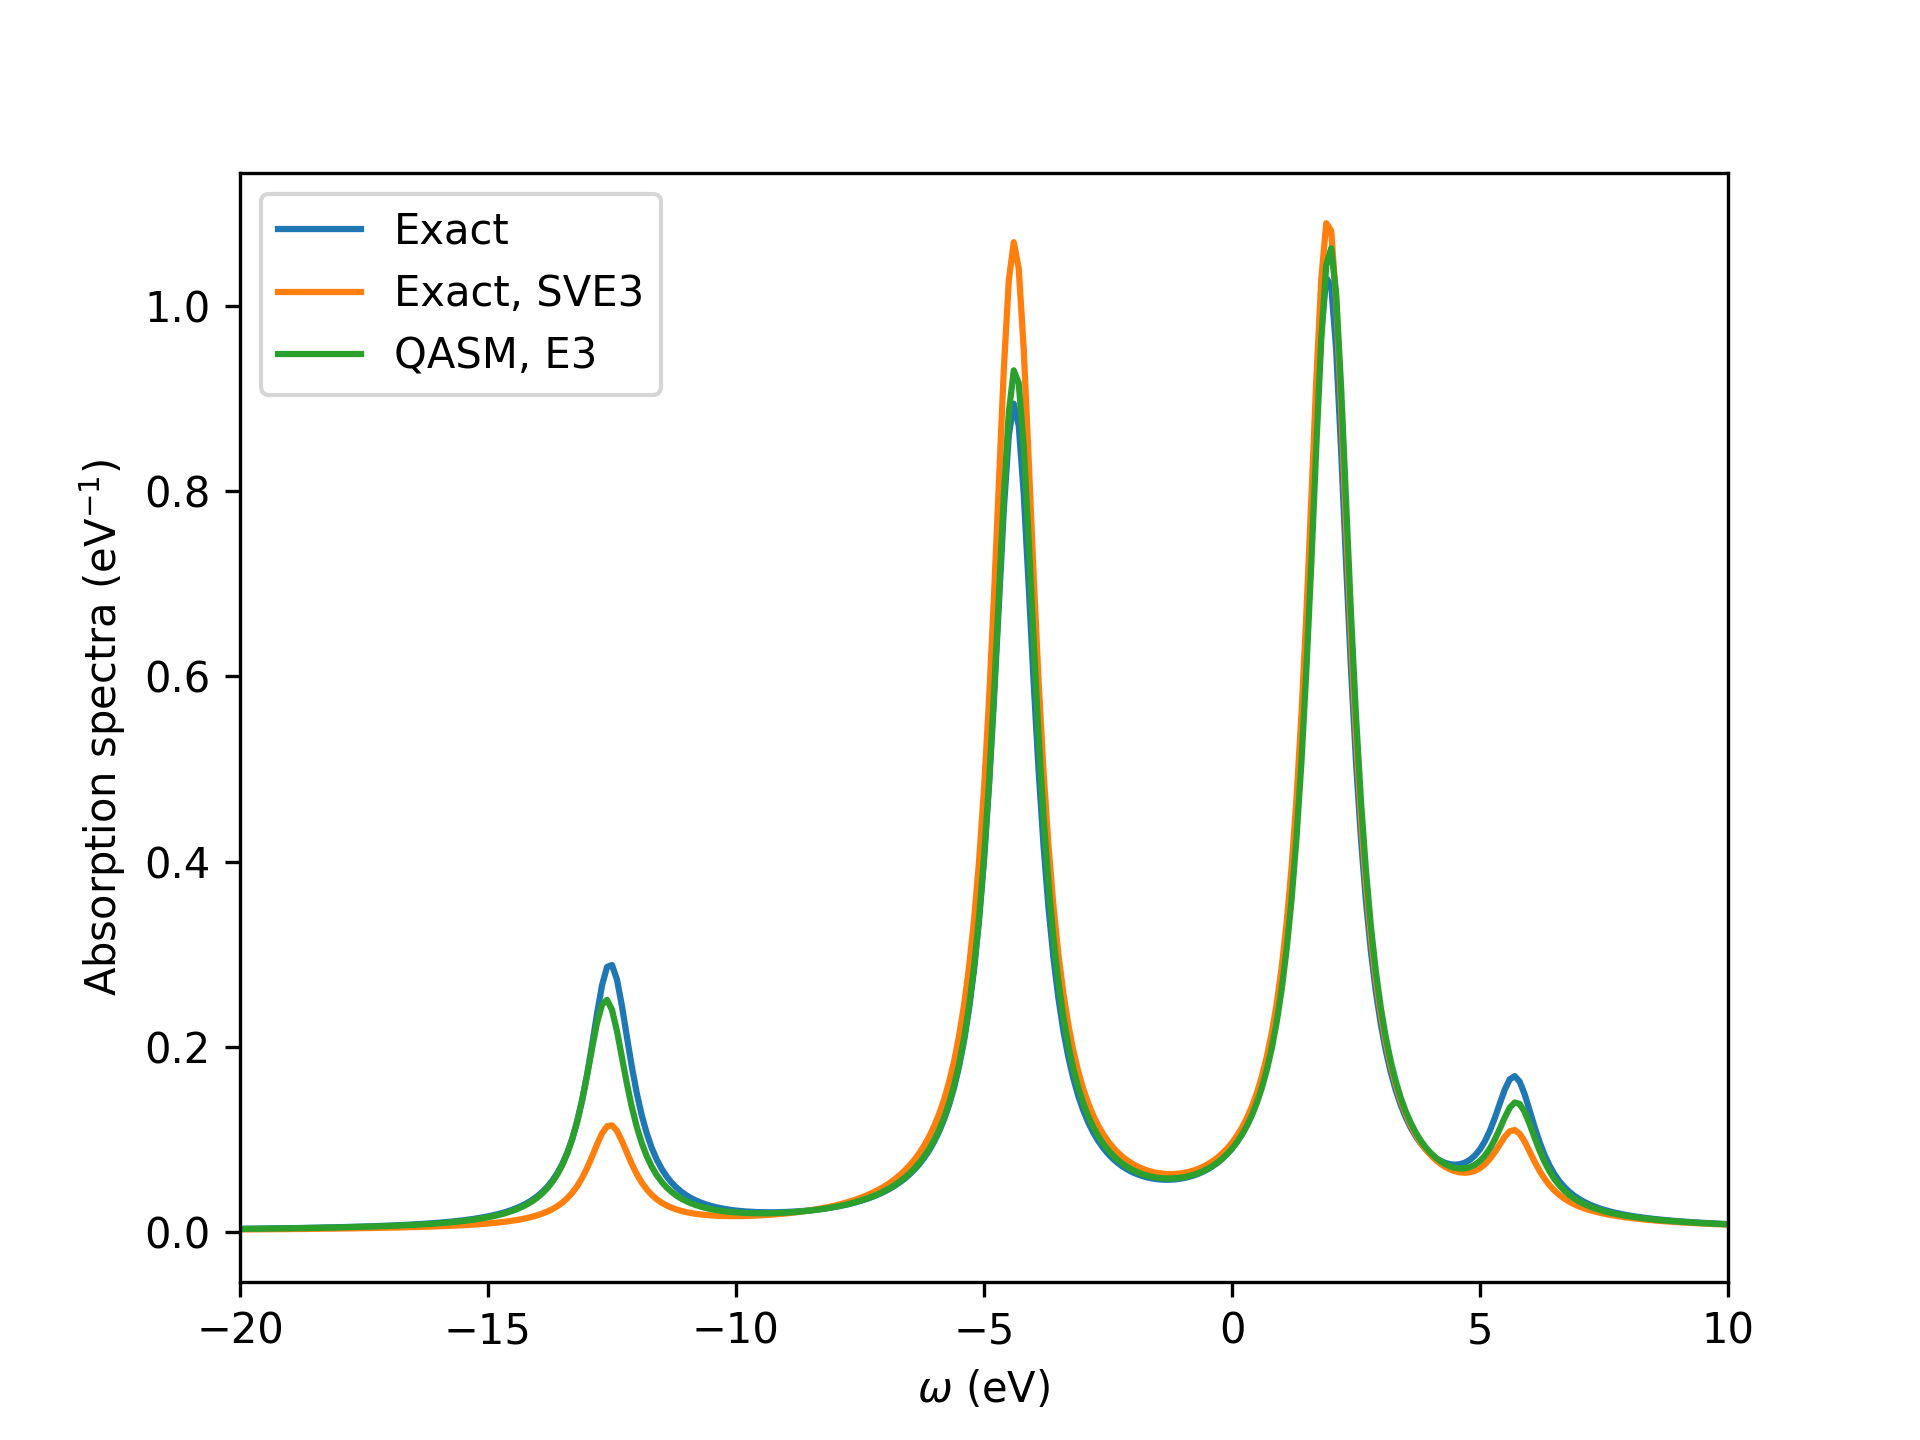 Exact
Exact, SVE3
QASM, E3
1.0
0.8
0.6
0.4
0.2
0.0
Absorption spectra (eV⁻¹)
−20 −15 −10 −5 0 5 10
ω (eV)